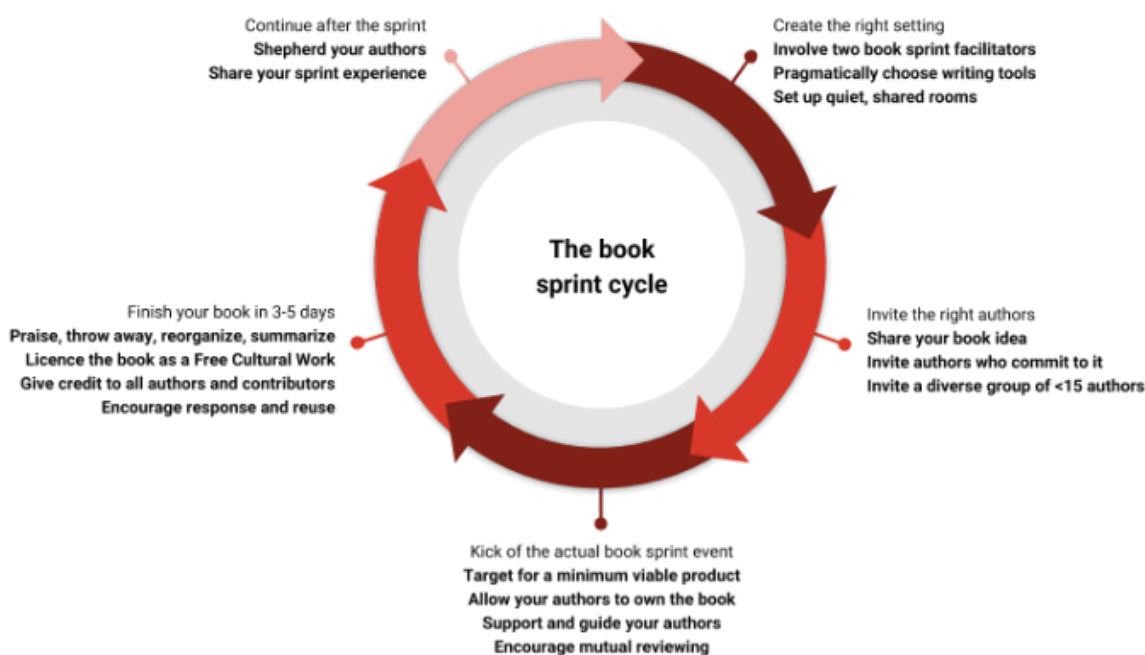 Continue after the sprint
Shepherd your authors
Share your sprint experience
Create the right setting
Involve two book sprint facilitators
Pragmatically choose writing tools
Set up quiet, shared rooms
The book
sprint cycle
Finish your book in 3-5 days
Praise, throw away, reorganize, summarize
Licence the book as a Free Cultural Work
Give credit to all authors and contributors
Encourage response and reuse
Invite the right authors
Share your book idea
Invite authors who commit to it
Invite a diverse group of <15 authors
Kick of the actual book sprint event
Target for a minimum viable product
Allow your authors to own the book
Support and guide your authors
Encourage mutual reviewing